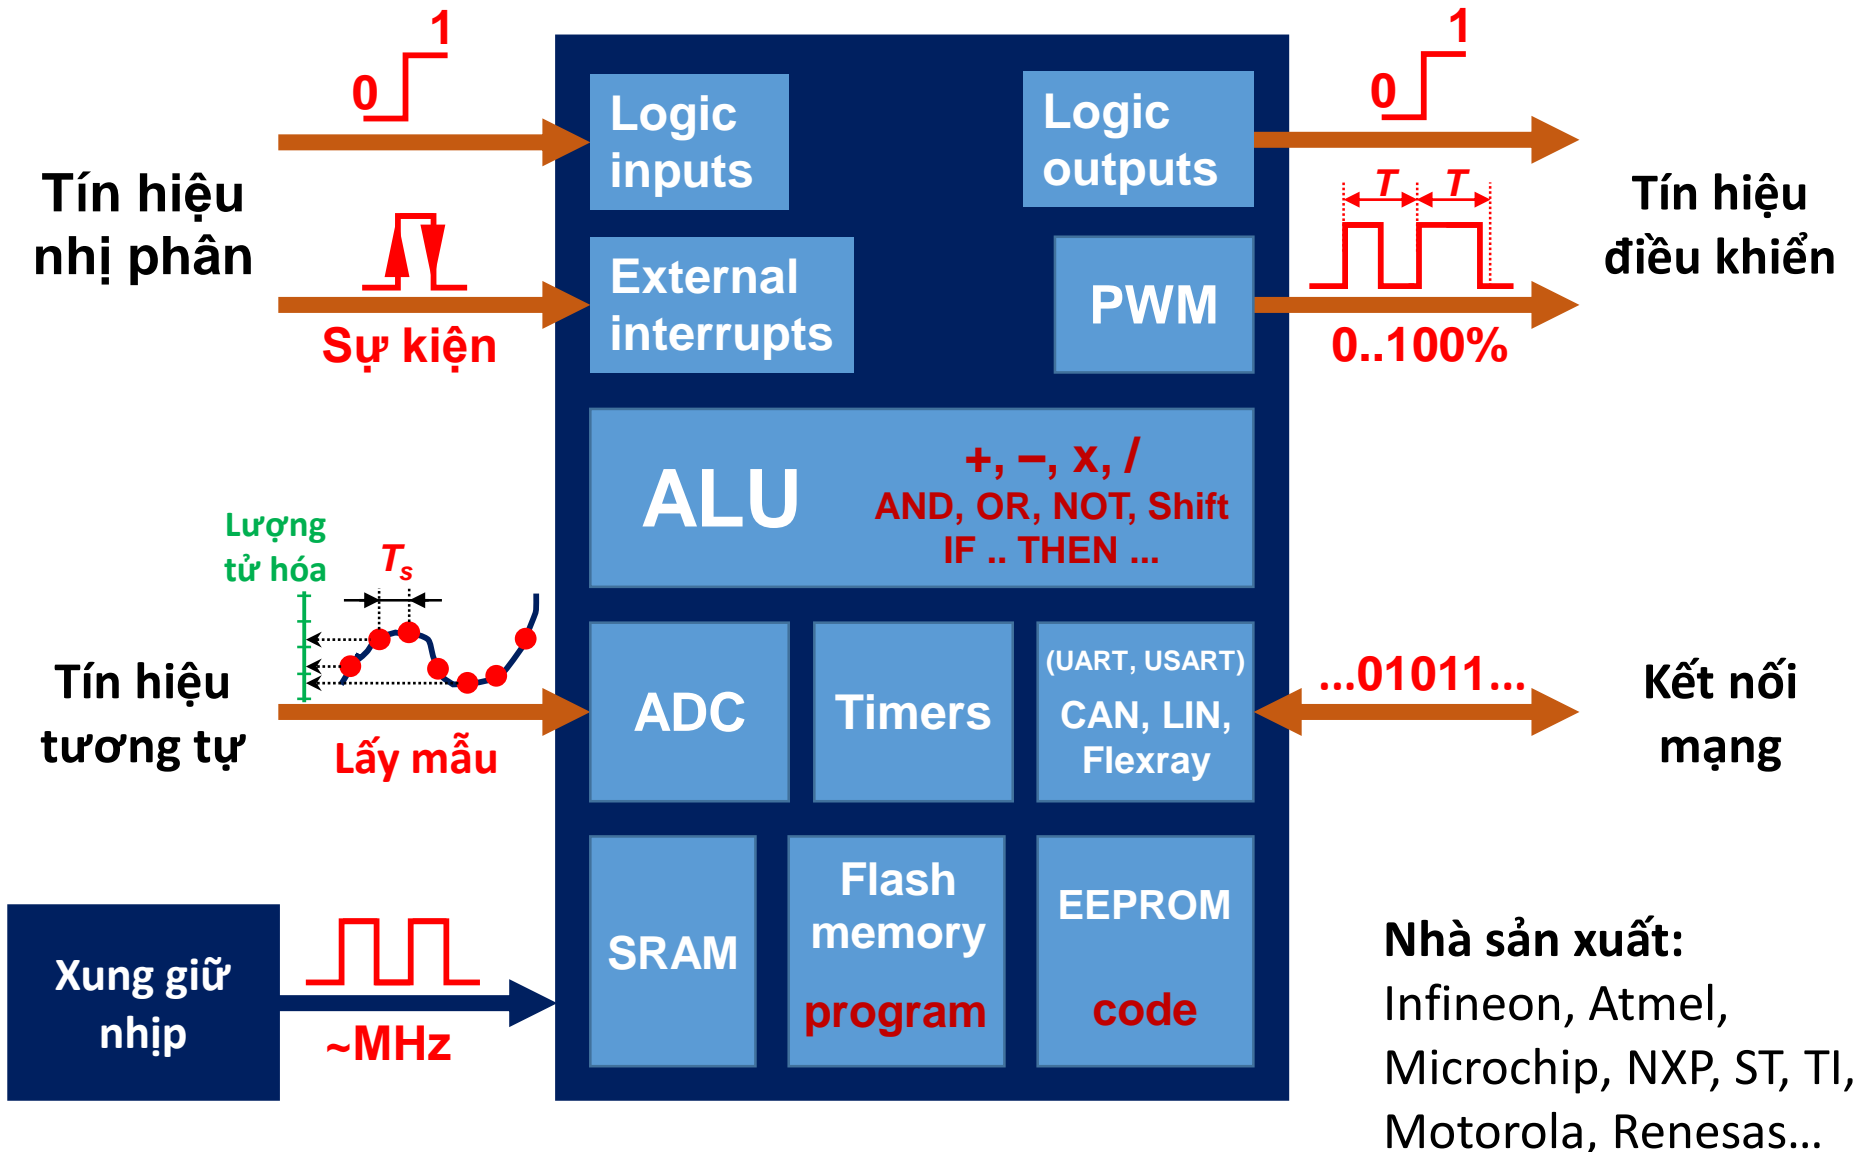 0
1
Logic
inputs
Tín hiệu
nhị phân
External
interrupts
Sự kiện
Logic
outputs
0
1
T
T
Tín hiệu
điều khiển
PWM
0..100%
ALU
+, –, x, /
AND, OR, NOT, Shift
IF .. THEN ...
Lượng
tử hóa
Ts
Tín hiệu
tương tự
Lấy mẫu
ADC
Timers
(UART, USART)
CAN, LIN,
Flexray
...01011...
Kết nối
mạng
Xung giữ
nhịp
~MHz
SRAM
Flash
memory
program
EEPROM
code
Nhà sản xuất:
Infineon, Atmel,
Microchip, NXP, ST, TI,
Motorola, Renesas...